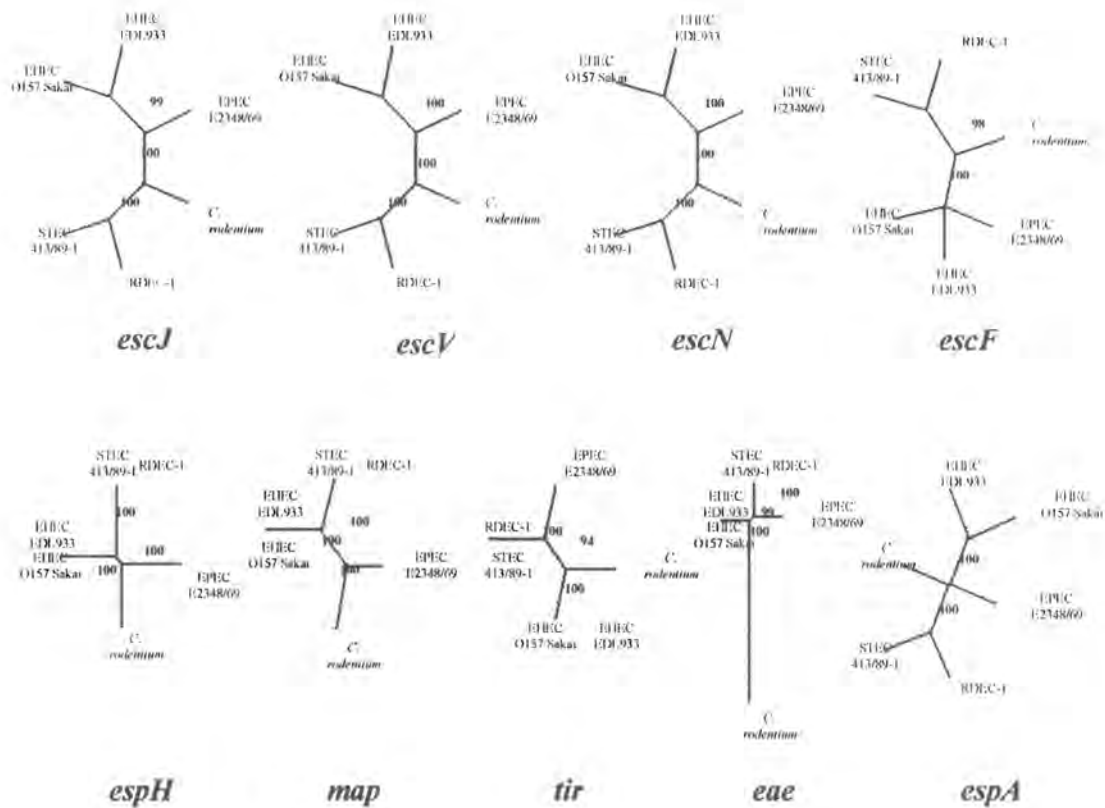 EHEC
EDL933
EHEC
O157 Sakai
99
EPEC
E2348/69
00
100
C.
rodentium
STEC
413/89-1
RDEC-1
escJ
EHEC
EDL933
EHEC
O157 Sakai
100
EPEC
E2348/69
100
100
C.
rodentium
STEC
413/89-1
RDEC-1
escV
EHEC
EDL933
EHEC
O157 Sakai
100
EPEC
E2348/69
00
100
C.
rodentium
STEC
413/89-1
RDEC-1
escN
RDEC-1
STEC
413/89-1
98
C.
rodentium
100
EHEC
O157 Sakai
EPEC
E2348/69
EHEC
EDL933
escF
STEC
413/89-1
RDEC-1
100
EHEC
EDL933
EHEC
O157 Sakai
100
100
EPEC
E2348/69
C.
rodentium
espH
STEC
413/89-1
RDEC-1
EHEC
EDL933
100
100
EHEC
O157 Sakai
EPEC
E2348/69
C.
rodentium
map
EPEC
E2348/69
RDEC-1
00
94
STEC
413/89-1
C.
rodentium
100
EHEC
O157 Sakai
EHEC
EDL933
tir
STEC
413/89-1
RDEC-1
100
EHEC
EDL933
99
EPEC
E2348/69
EHEC
O157 Sakai
100
C.
rodentium
eae
EHEC
EDL933
EHEC
O157 Sakai
C.
rodentium
100
EPEC
E2348/69
100
STEC
413/89-1
RDEC-1
espA